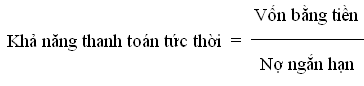 Vốn bằng tiền
Khả năng thanh toán tức thời =
Nợ ngắn hạn